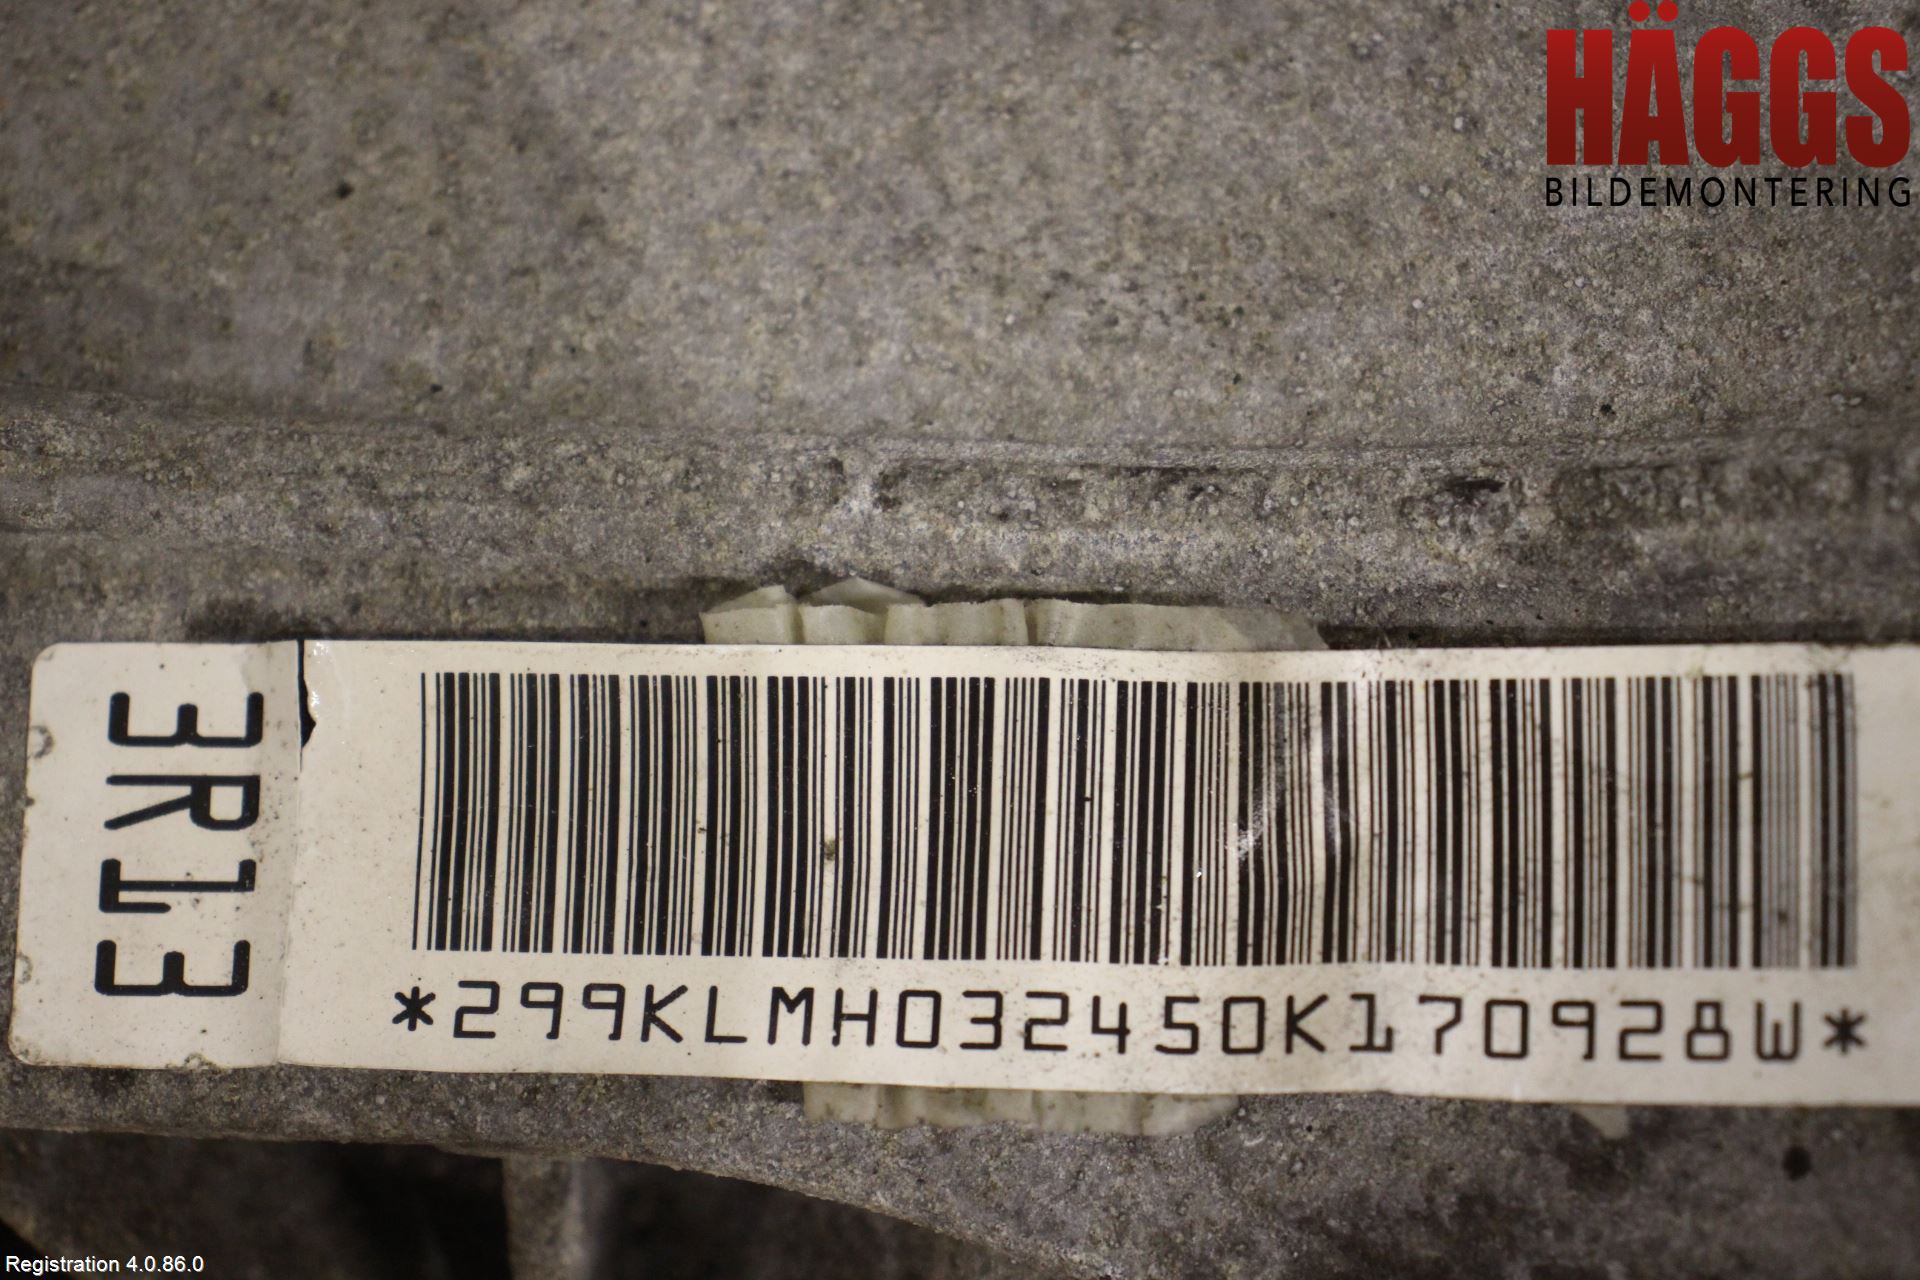 HÄGGS
BILDEMONTERING
3R13
*299KLMH032450K170928W*
Registration 4.0.86.0